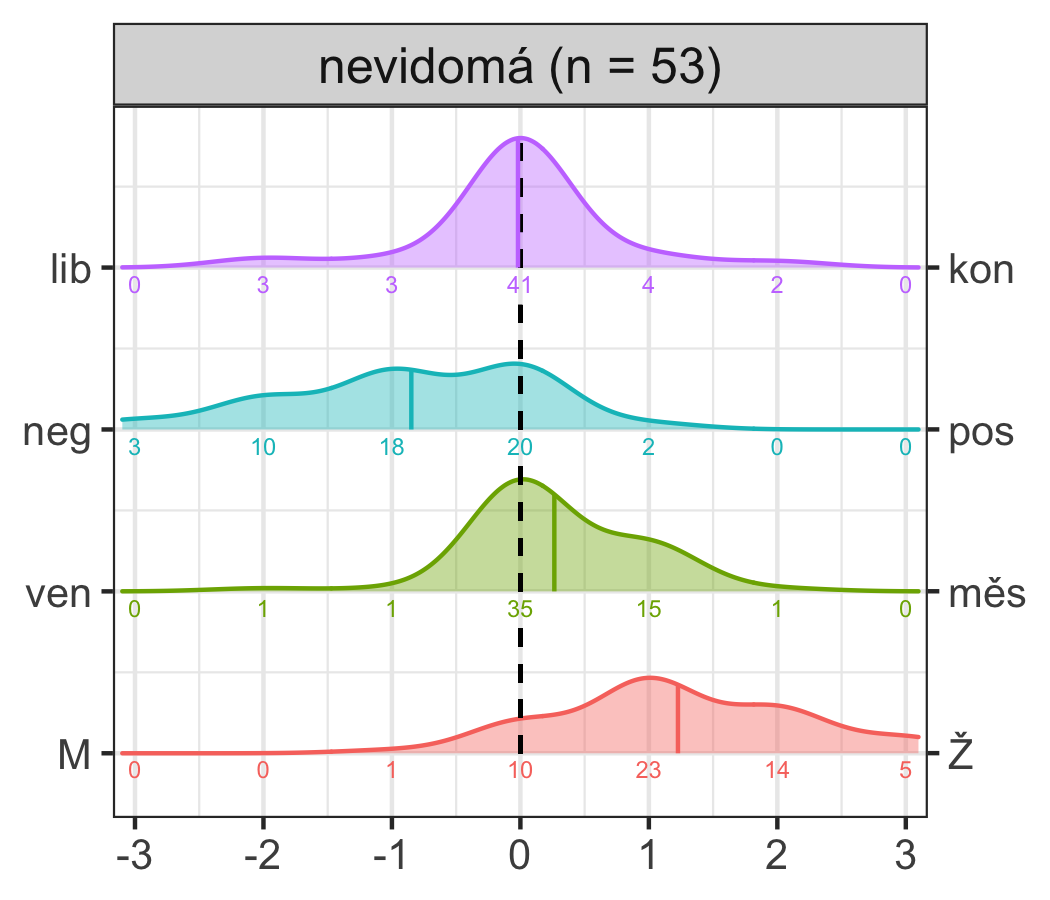 nevidomá (n = 53)
lib kon
0 3 3 41 4 2 0
neg pos
3 10 18 20 2 0 0
ven měs
0 1 1 35 15 1 0
M Ž
0 0 1 10 23 14 5
-3 -2 -1 0 1 2 3